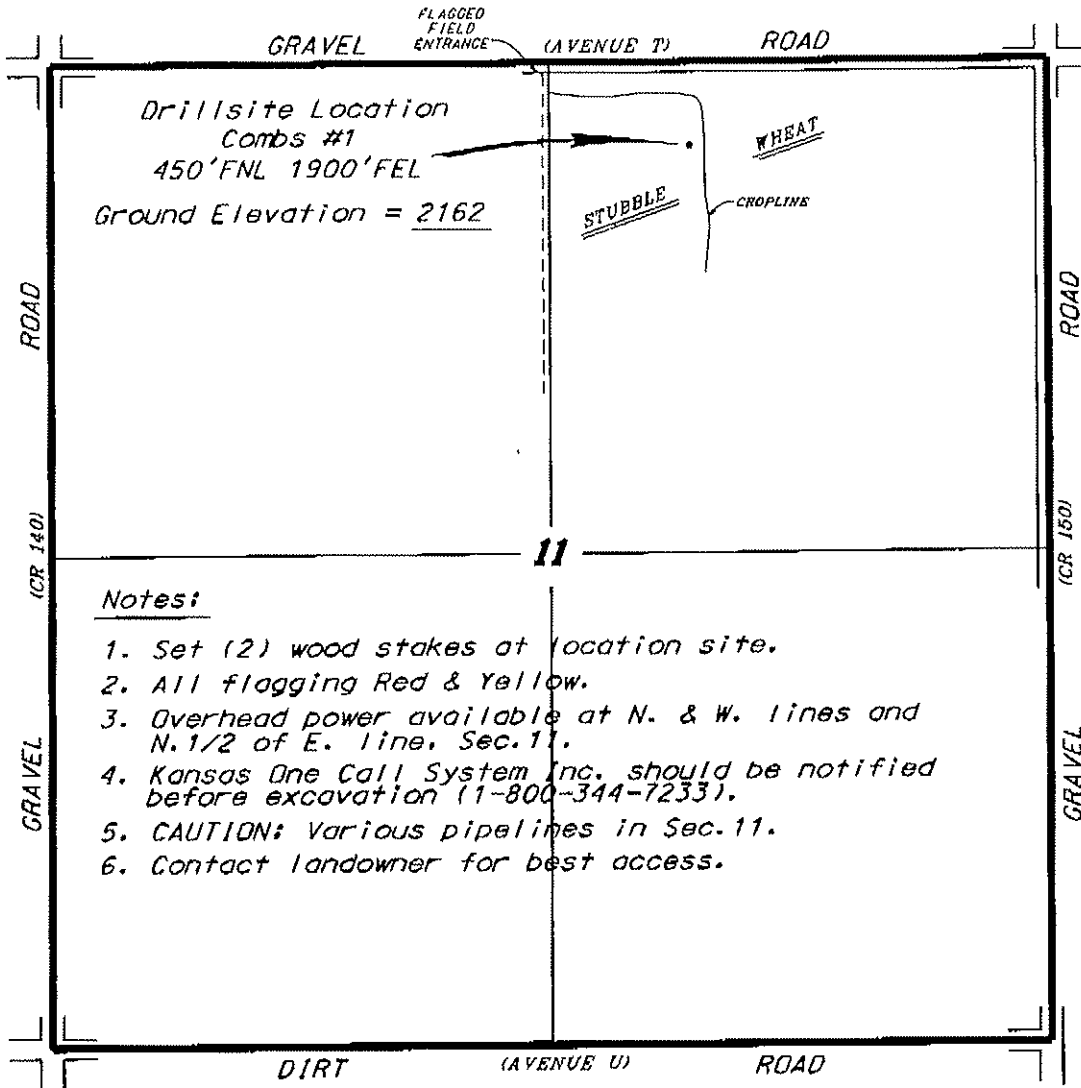 FLAGGED
FIELD
ENTRANCE
GRAVEL (AVENUE T) ROAD
Drillsite Location
Combs #1
450'FNL 1900'FEL
Ground Elevation = 2162
WHEAT
STUBBLE
CROPLINE
ROAD
(CR 140)
GRAVEL
ROAD
(CR 150)
GRAVEL
11
Notes:
1. Set (2) wood stakes at location site.
2. All flagging Red & Yellow.
3. Overhead power available at N. & W. lines and
N.1/2 of E. line, Sec.11.
4. Kansas One Call System Inc. should be notified
before excavation (1-800-344-7233).
5. CAUTION: Various pipelines in Sec.11.
6. Contact landowner for best access.
DIRT (AVENUE U) ROAD